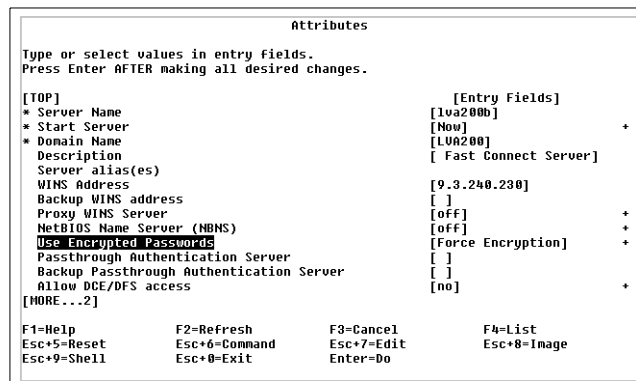 Attributes
Type or select values in entry fields.
Press Enter AFTER making all desired changes.
[TOP] [Entry Fields]
* Server Name [lva200b]
* Start Server [Now] +
* Domain Name [LVA200]
Description [ Fast Connect Server]
Server alias(es)
WINS Address [9.3.240.230]
Backup WINS address [ ]
Proxy WINS Server [off] +
NetBIOS Name Server (NBNS) [off] +
Use Encrypted Passwords [Force Encryption] +
Passthrough Authentication Server [ ]
Backup Passthrough Authentication Server [ ]
Allow DCE/DFS access [no] +
[MORE...2]
F1=Help F2=Refresh F3=Cancel F4=List
Esc+5=Reset Esc+6=Command Esc+7=Edit Esc+8=Image
Esc+9=Shell Esc+0=Exit Enter=Do